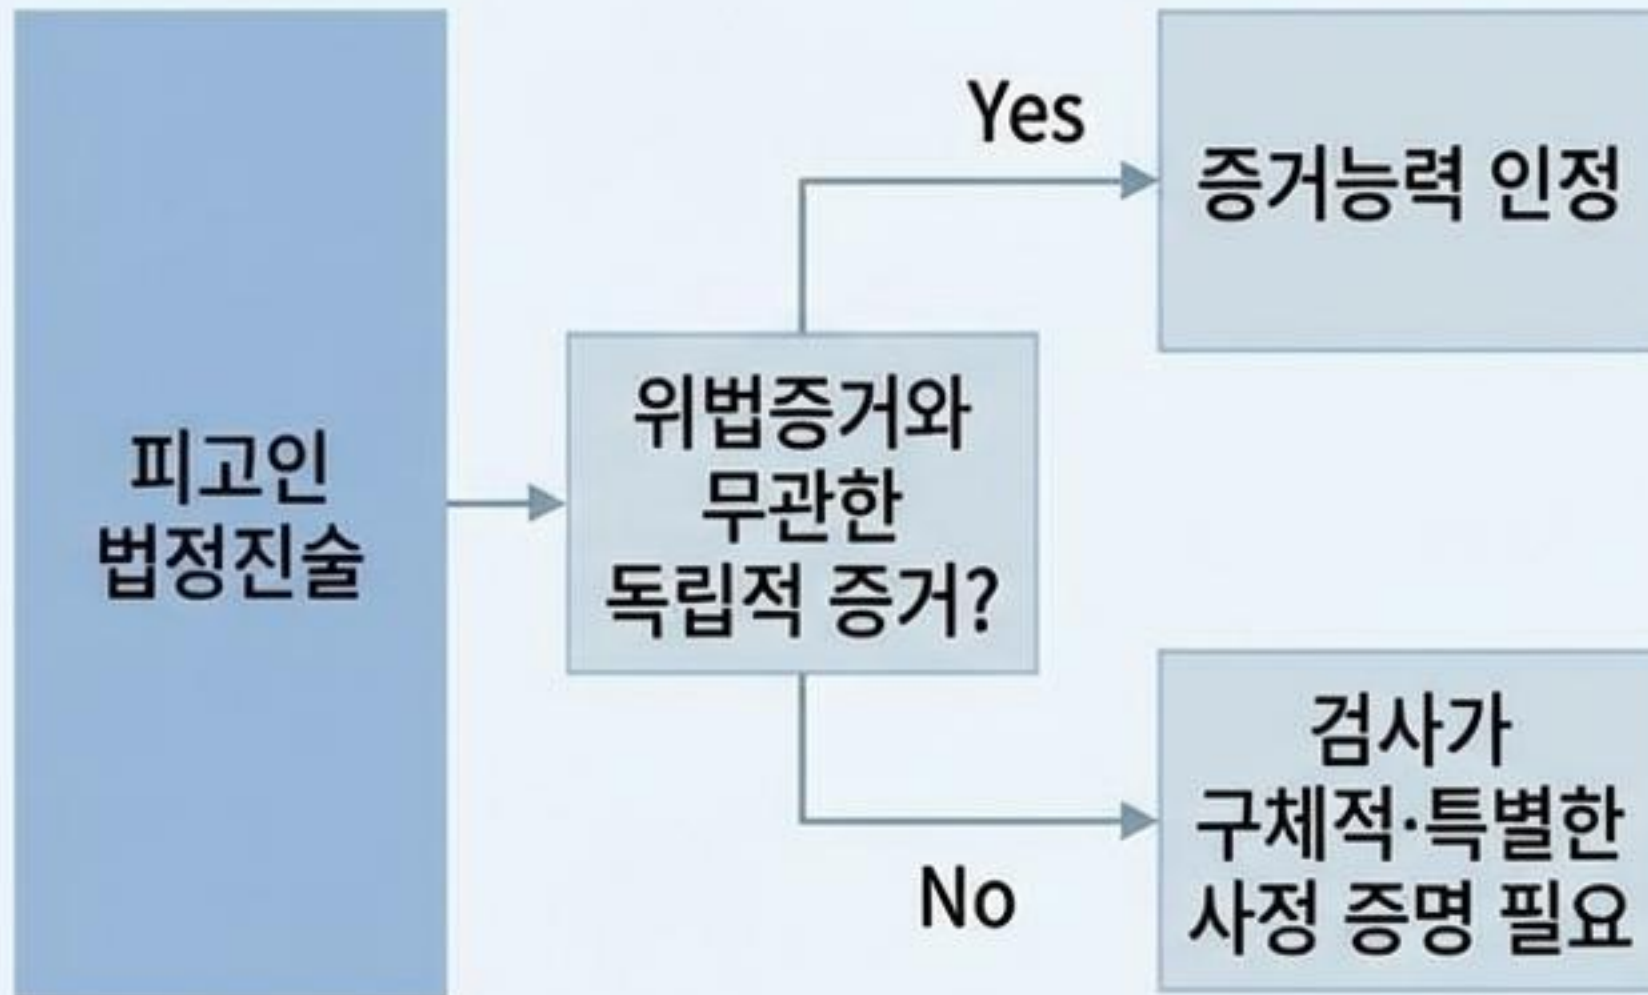 피고인
법정진술
위법증거와
무관한
독립적 증거?
Yes
증거능력 인정
No
검사가
구체적·특별한
사정 증명 필요